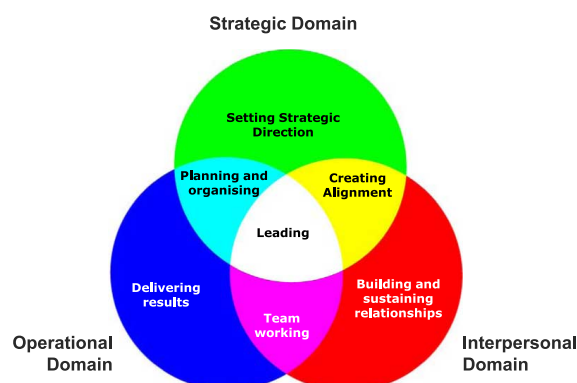 Strategic Domain
Setting Strategic
Direction
Planning and
organising
Creating
Alignment
Leading
Delivering
results
Building and
sustaining
relationships
Team
working
Operational
Domain
Interpersonal
Domain